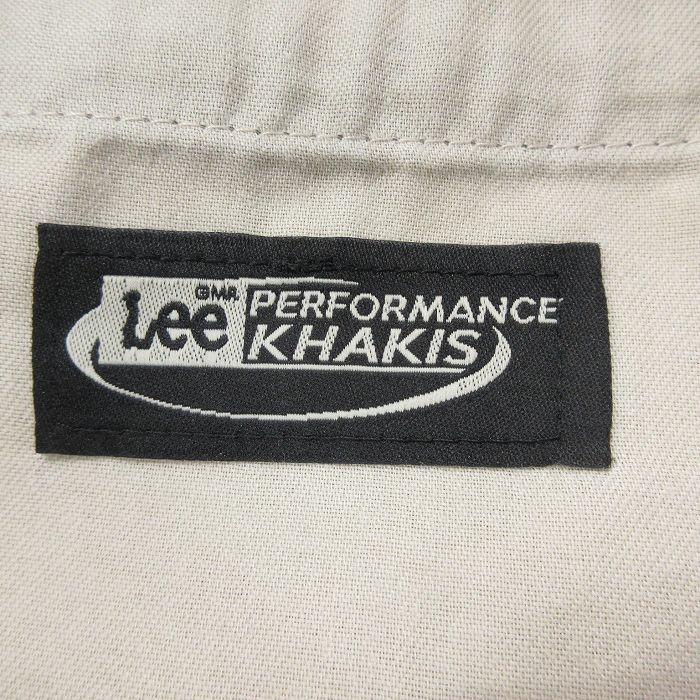 Lee
®M.R.
PERFORMANCE
KHAKIS